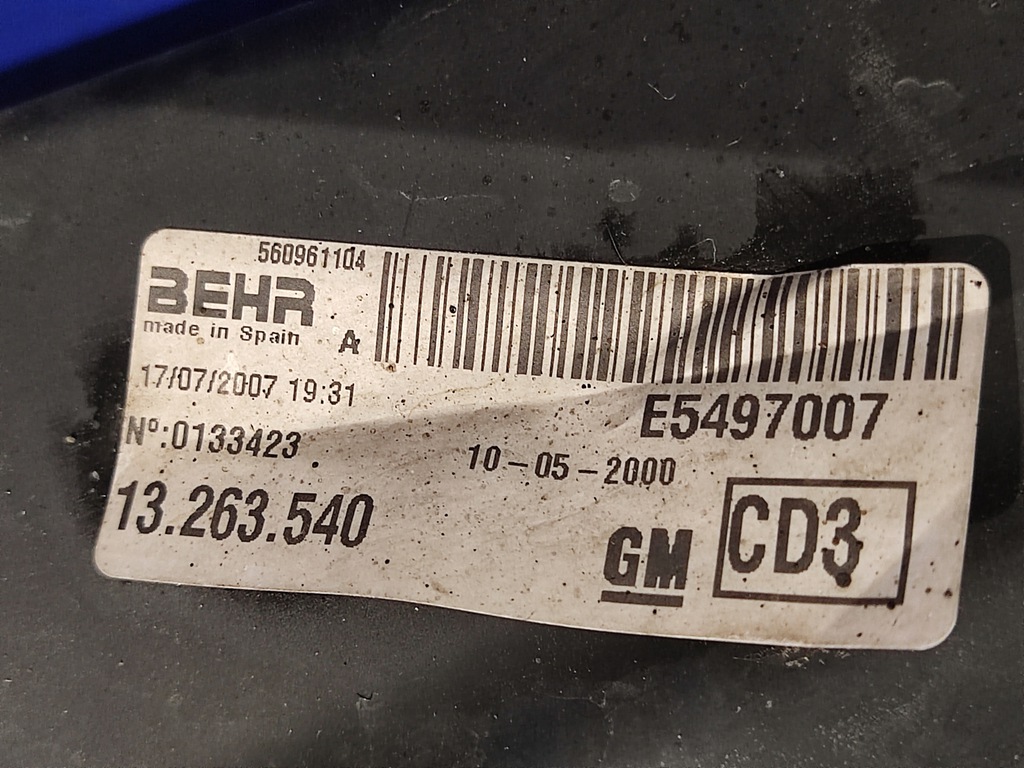 560961104
BEHR
made in Spain A
17/07/2007 19:31
E5497007
Nº:0133423
10-05-2000
13.263.540
GM CD3